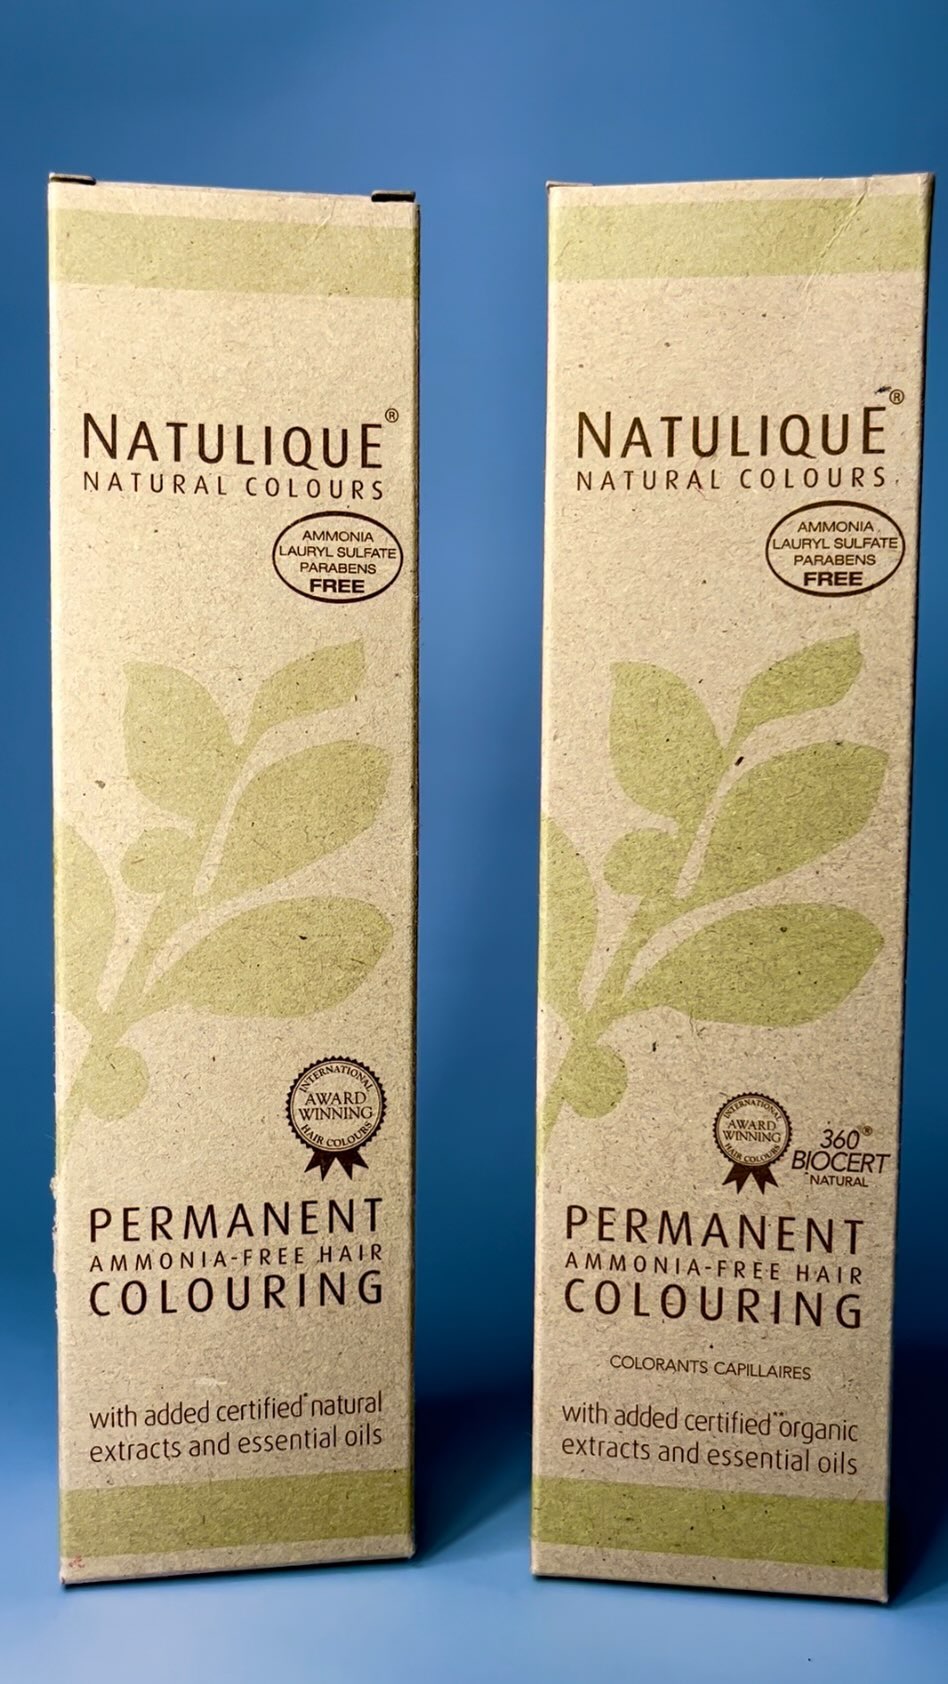 NATULIQUE®
NATURAL COLOURS
AMMONIA
LAURYL SULFATE
PARABENS
FREE
INTERNATIONAL
AWARD
WINNING
HAIR COLOURS
PERMANENT
AMMONIA-FREE HAIR
COLOURING
with added certified* natural
extracts and essential oils
NATULIQUE®
NATURAL COLOURS
AMMONIA
LAURYL SULFATE
PARABENS
FREE
INTERNATIONAL
AWARD
WINNING
HAIR COLOURS
360®
BIOCERT
NATURAL
PERMANENT
AMMONIA-FREE HAIR
COLOURING
COLORANTS CAPILLAIRES
with added certified** organic
extracts and essential oils